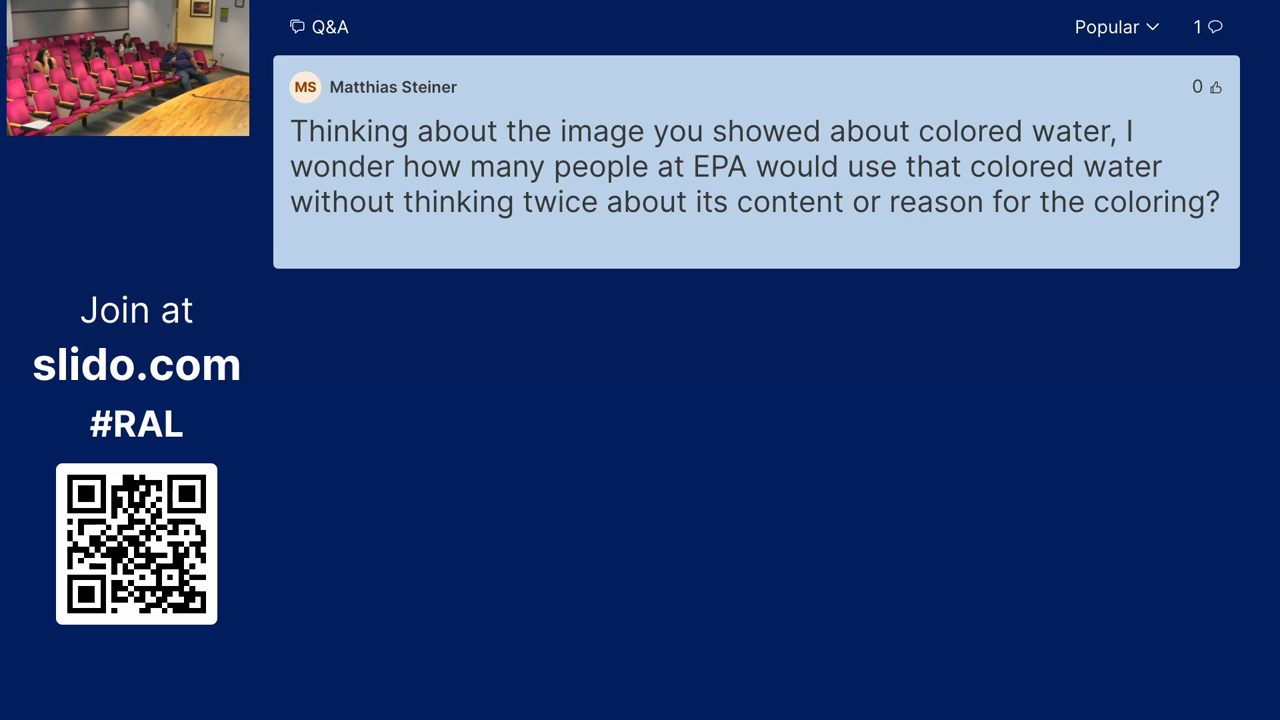 Q&A
Popular
1
MS
Matthias Steiner
0
Thinking about the image you showed about colored water, I
wonder how many people at EPA would use that colored water
without thinking twice about its content or reason for the coloring?
Join at
slido.com
#RAL